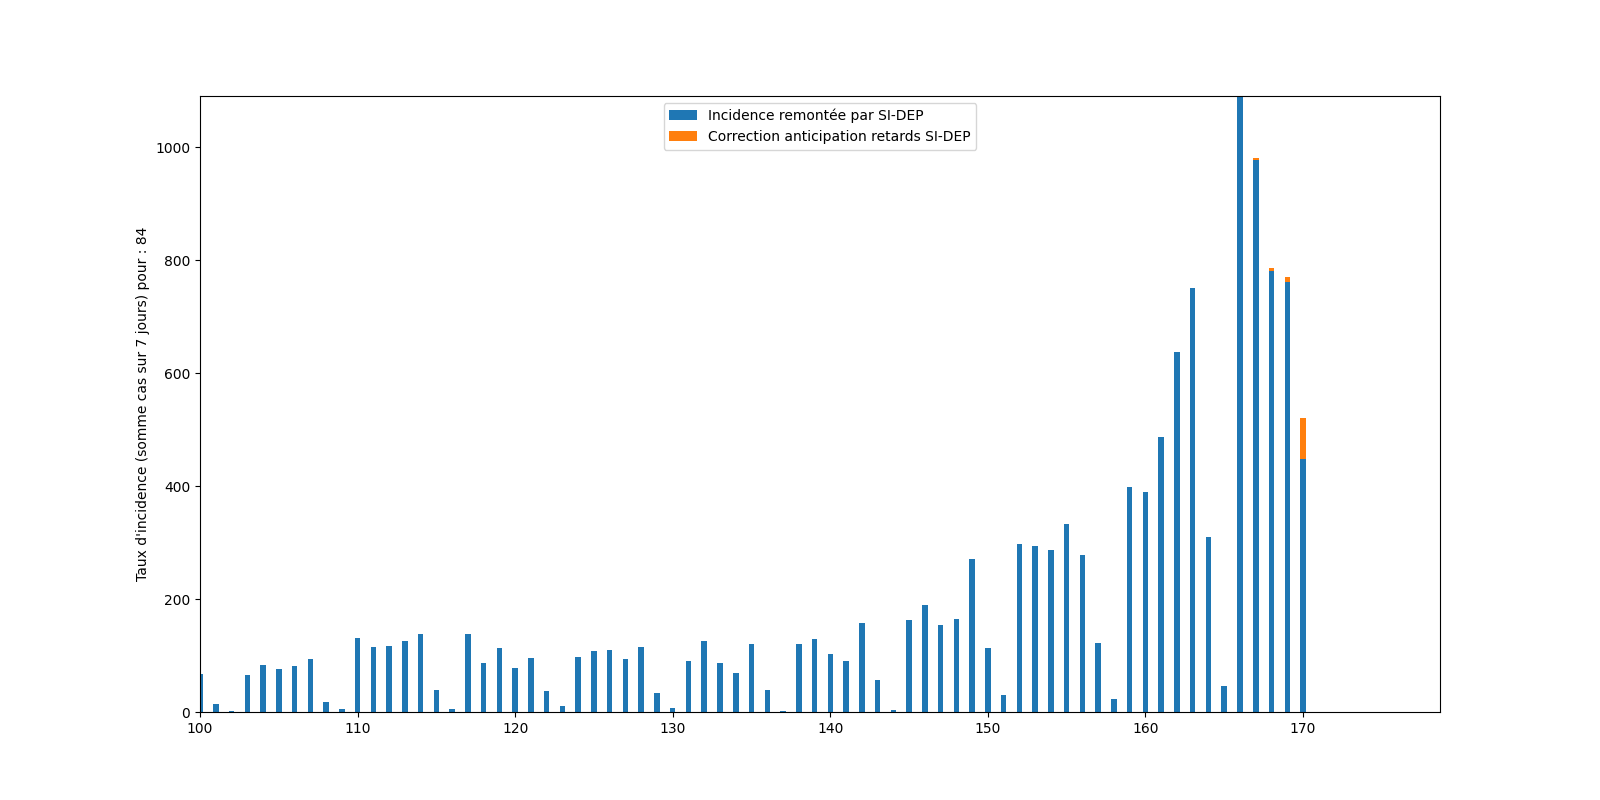 Incidence remontée par SI-DEP
Correction anticipation retards SI-DEP
Taux d'incidence (somme cas sur 7 jours) pour : 84
1000
800
600
400
200
0
100 110 120 130 140 150 160 170